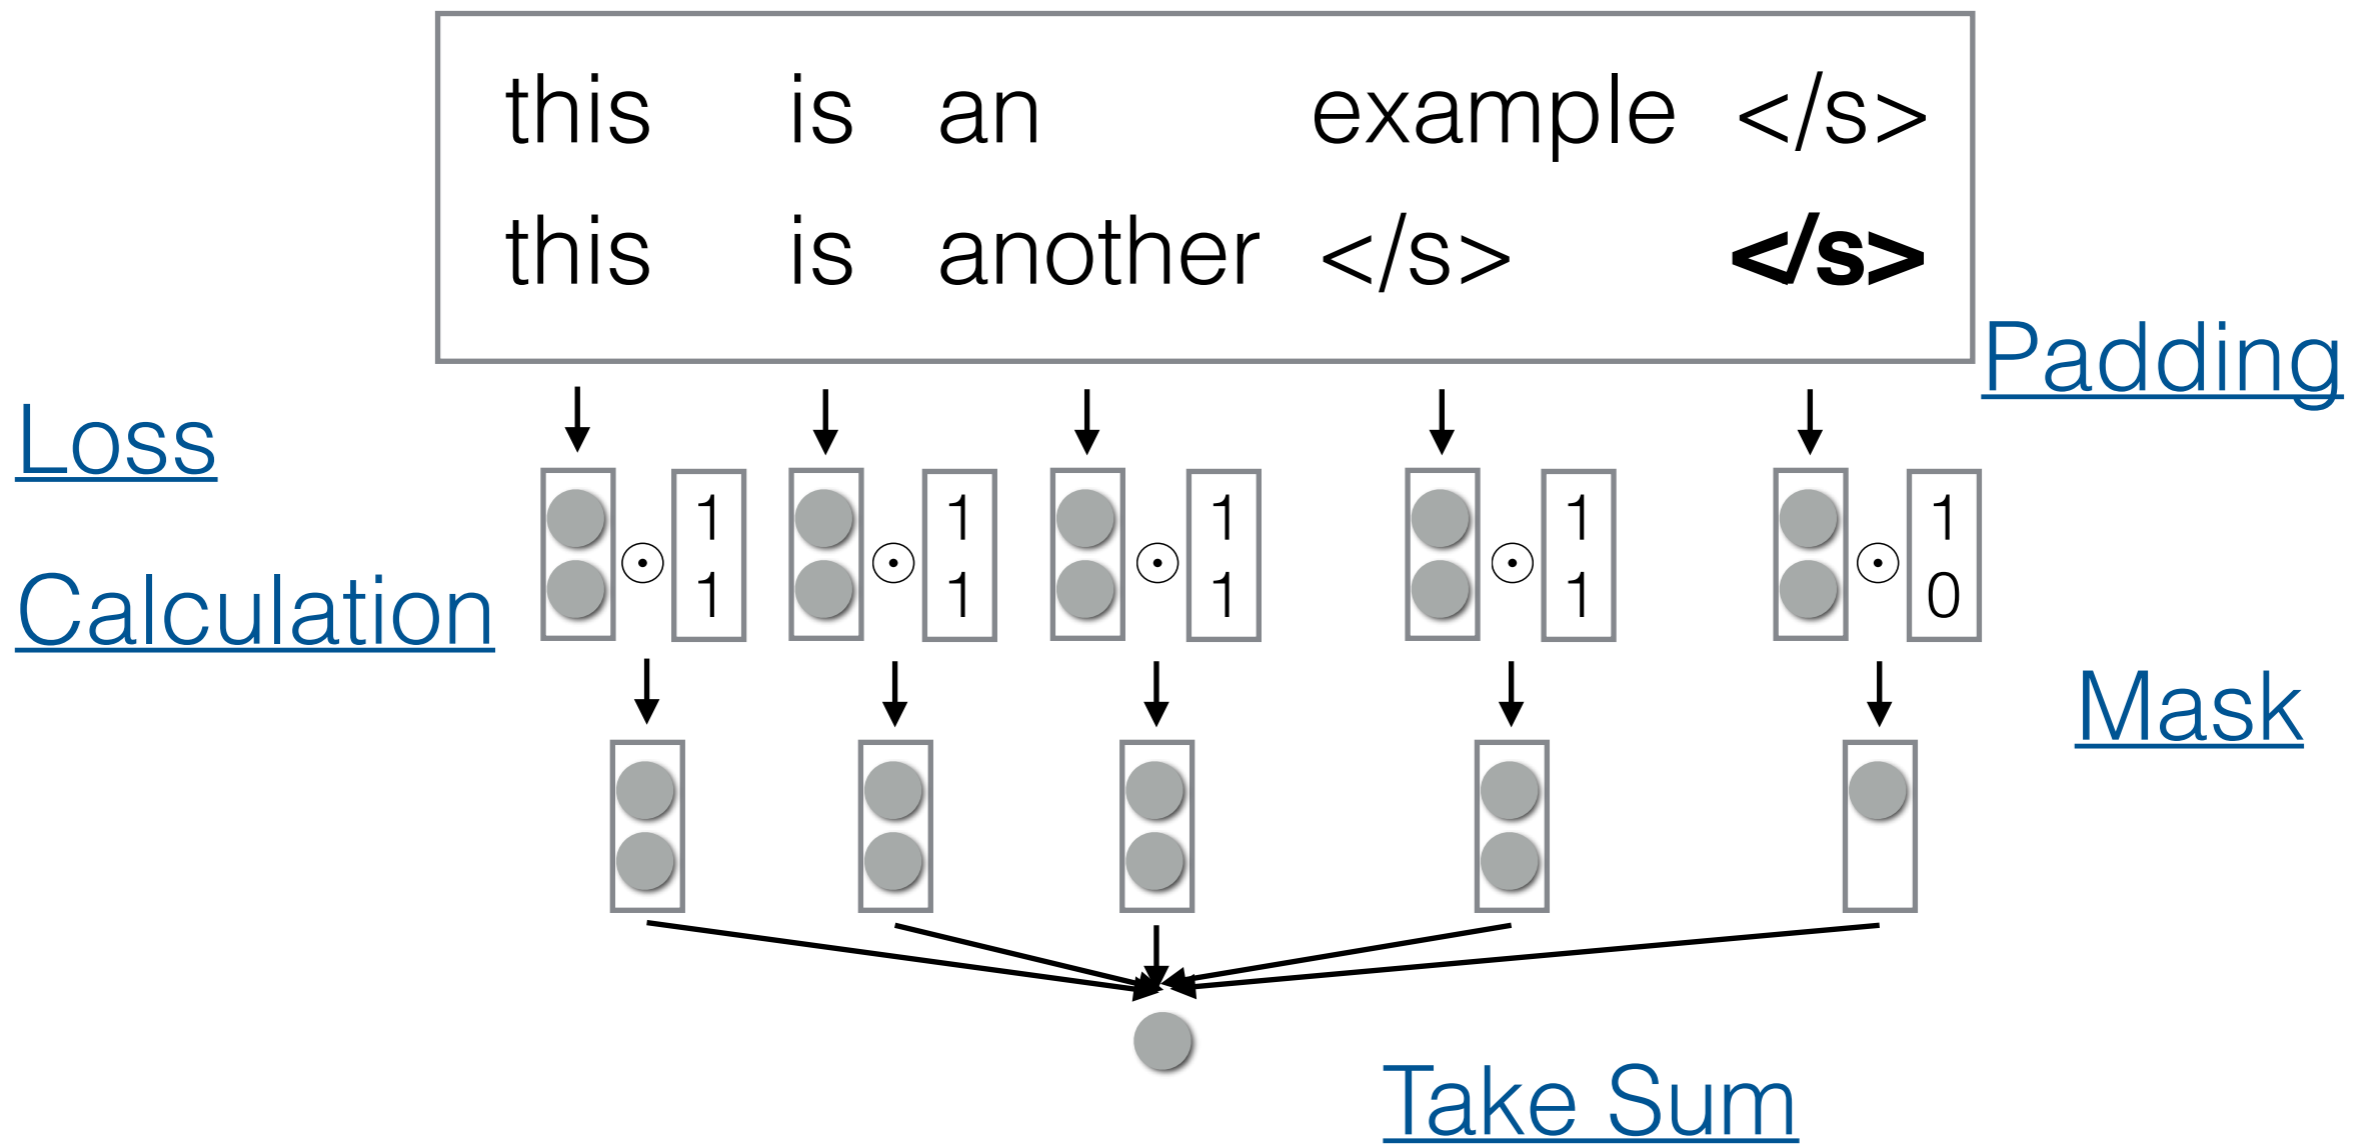 this is an example </s>
this is another </s> </s>
Padding
Loss
Calculation
1 1 1 1 1
⊙ ⊙ ⊙ ⊙ ⊙
1 1 1 1 0
Mask
Take Sum